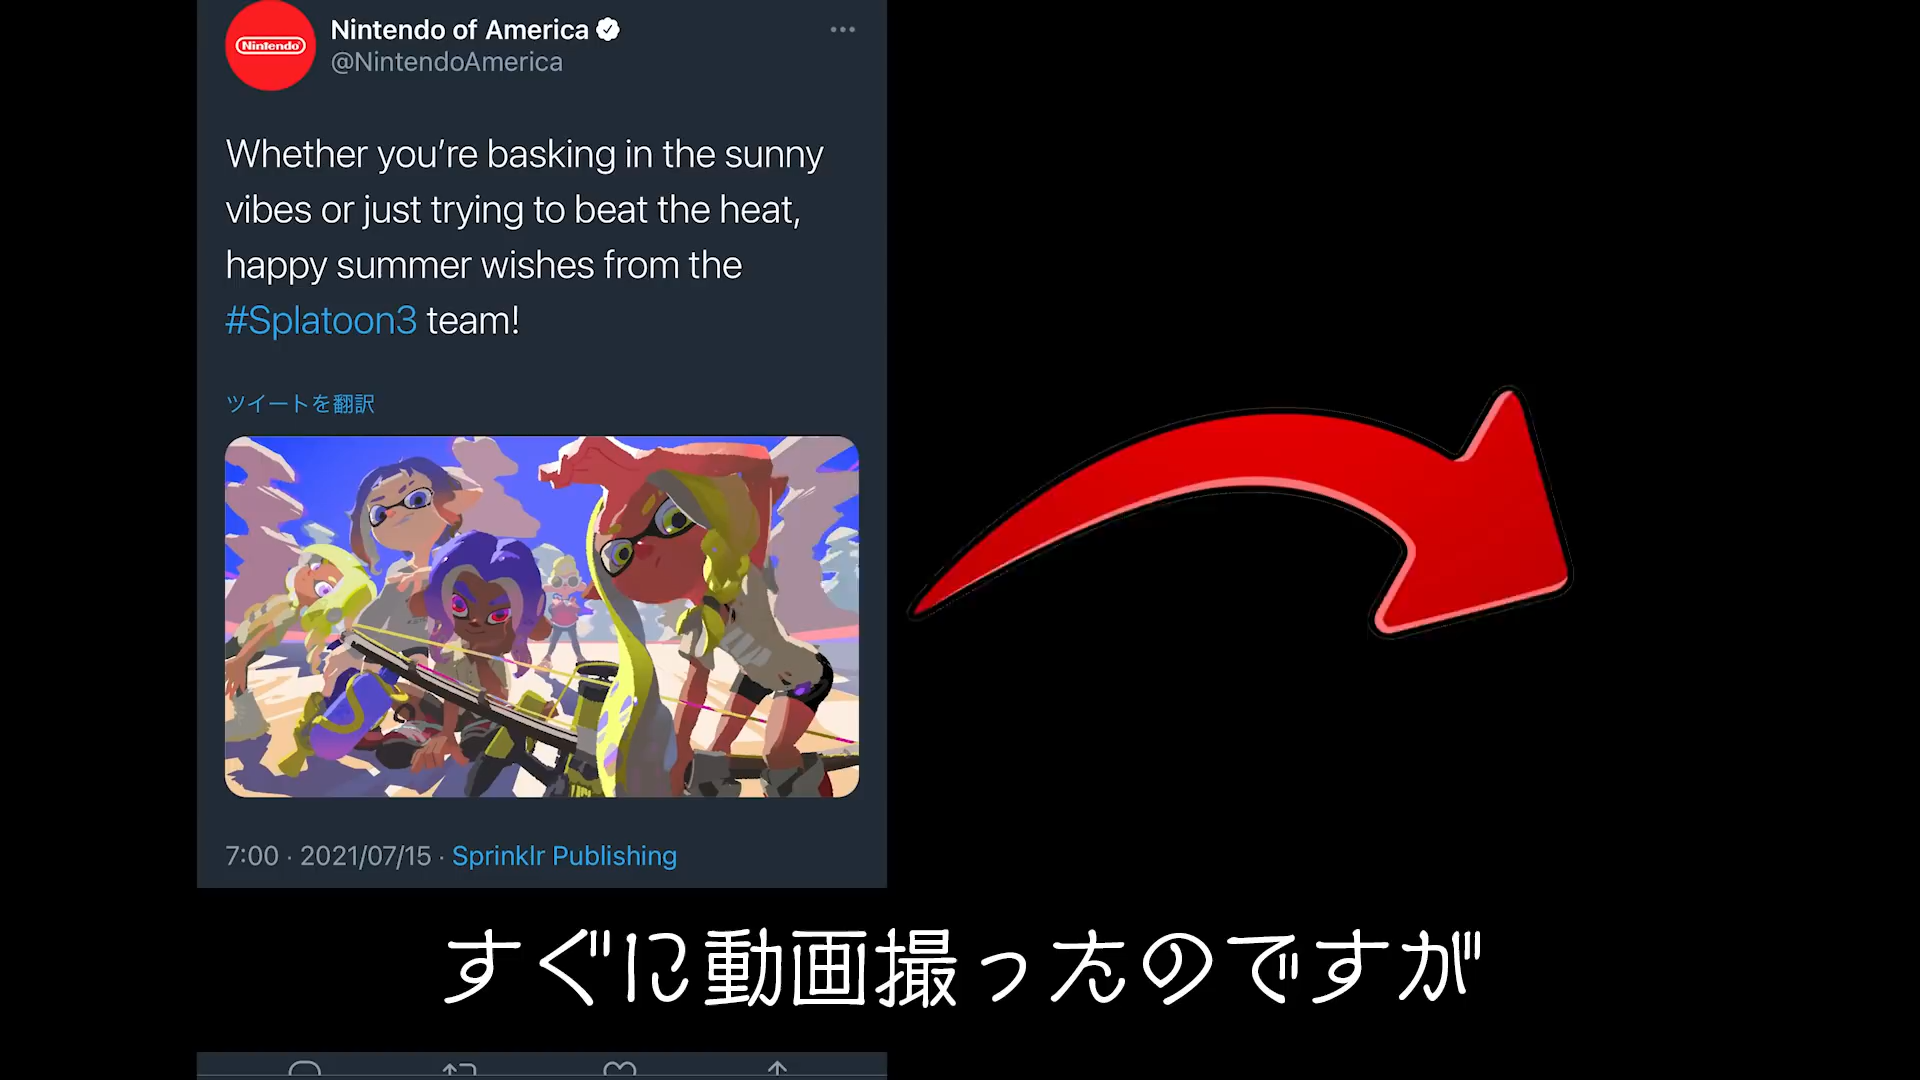 Nintendo
Nintendo of America
@NintendoAmerica
Whether you’re basking in the sunny
vibes or just trying to beat the heat,
happy summer wishes from the
#Splatoon3 team!
ツイートを翻訳
7:00 · 2021/07/15 · Sprinklr Publishing
すぐに動画撮ったのですが